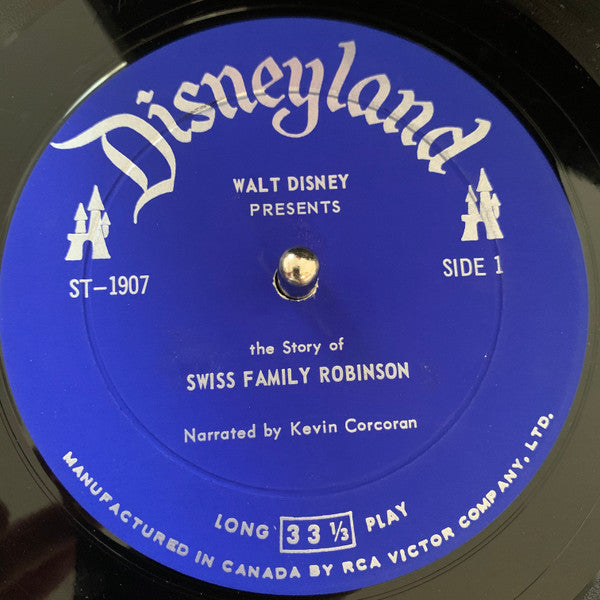 Disneyland
WALT DISNEY
PRESENTS
ST-1907
SIDE 1
the Story of
SWISS FAMILY ROBINSON
Narrated by Kevin Corcoran
LONG 33 ⅓ PLAY
MANUFACTURED IN CANADA BY RCA VICTOR COMPANY, LTD.